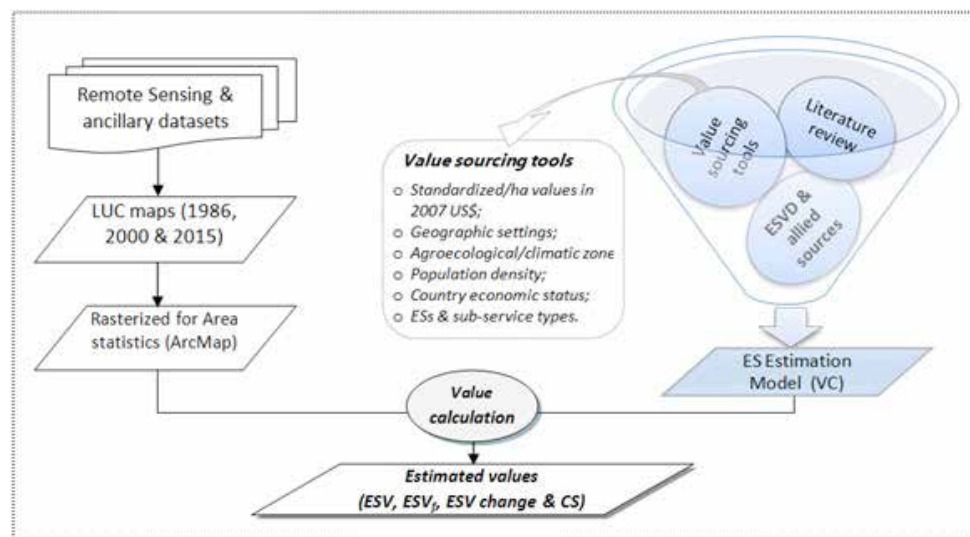 Remote Sensing &
ancillary datasets
LUC maps (1986,
2000 & 2015)
Rasterized for Area
statistics (ArcMap)
Value sourcing tools
o Standardized/ha values in
2007 US$;
o Geographic settings;
o Agroecological/climatic zone
o Population density;
o Country economic status;
o ESs & sub-service types.
Value
sourcing
tools
Literature
review
ESVD &
allied
sources
ES Estimation
Model (VC)
Value
calculation
Estimated values
(ESV, ESVf, ESV change & CS)